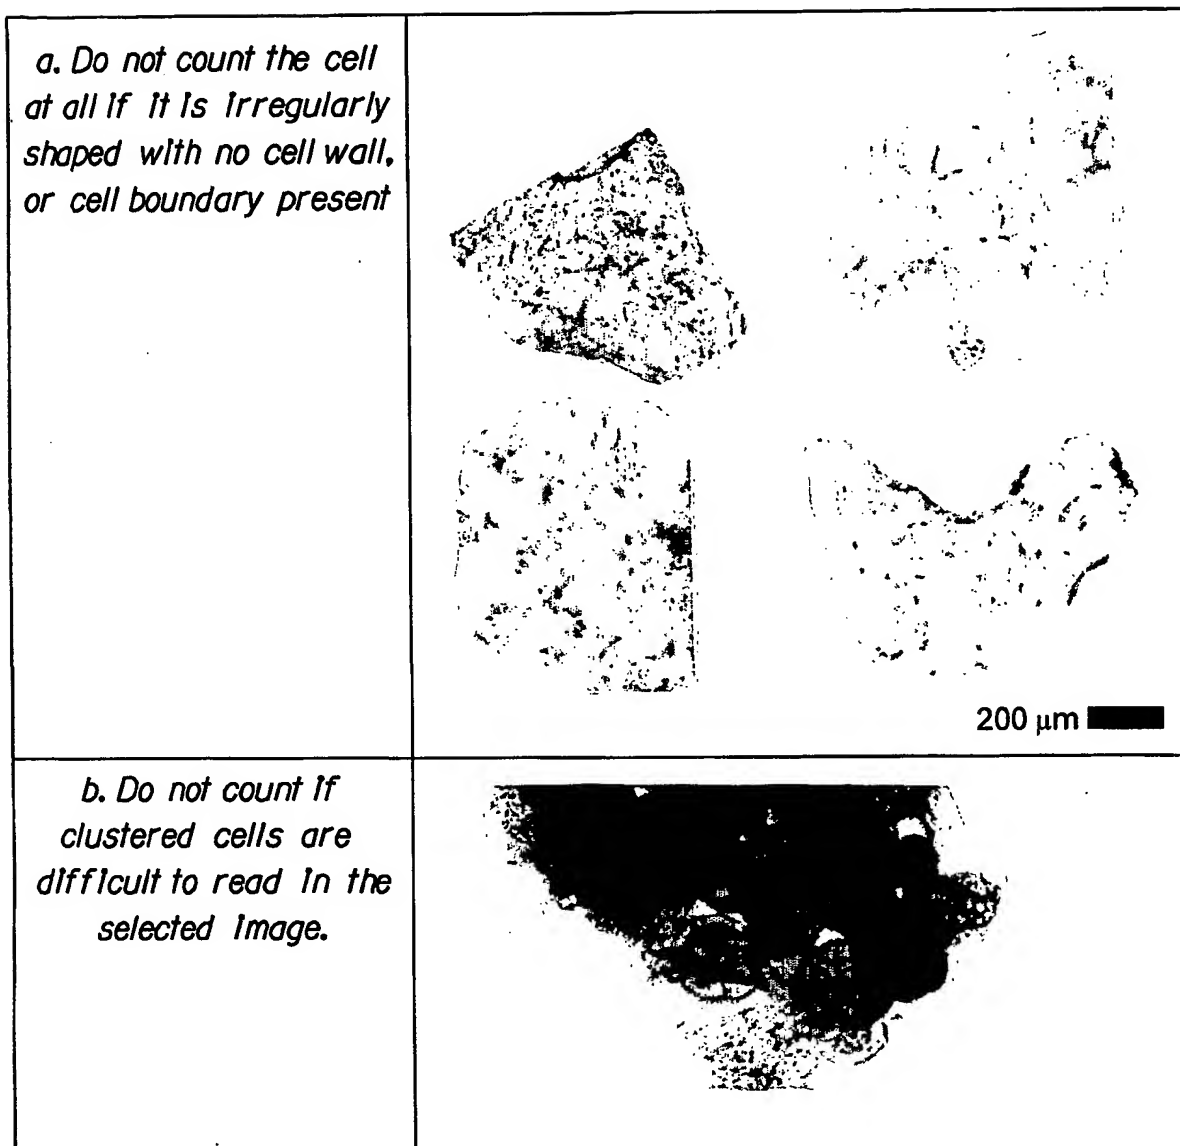 a. Do not count the cell
at all if it is irregularly
shaped with no cell wall,
or cell boundary present
200 μm
b. Do not count if
clustered cells are
difficult to read in the
selected image.